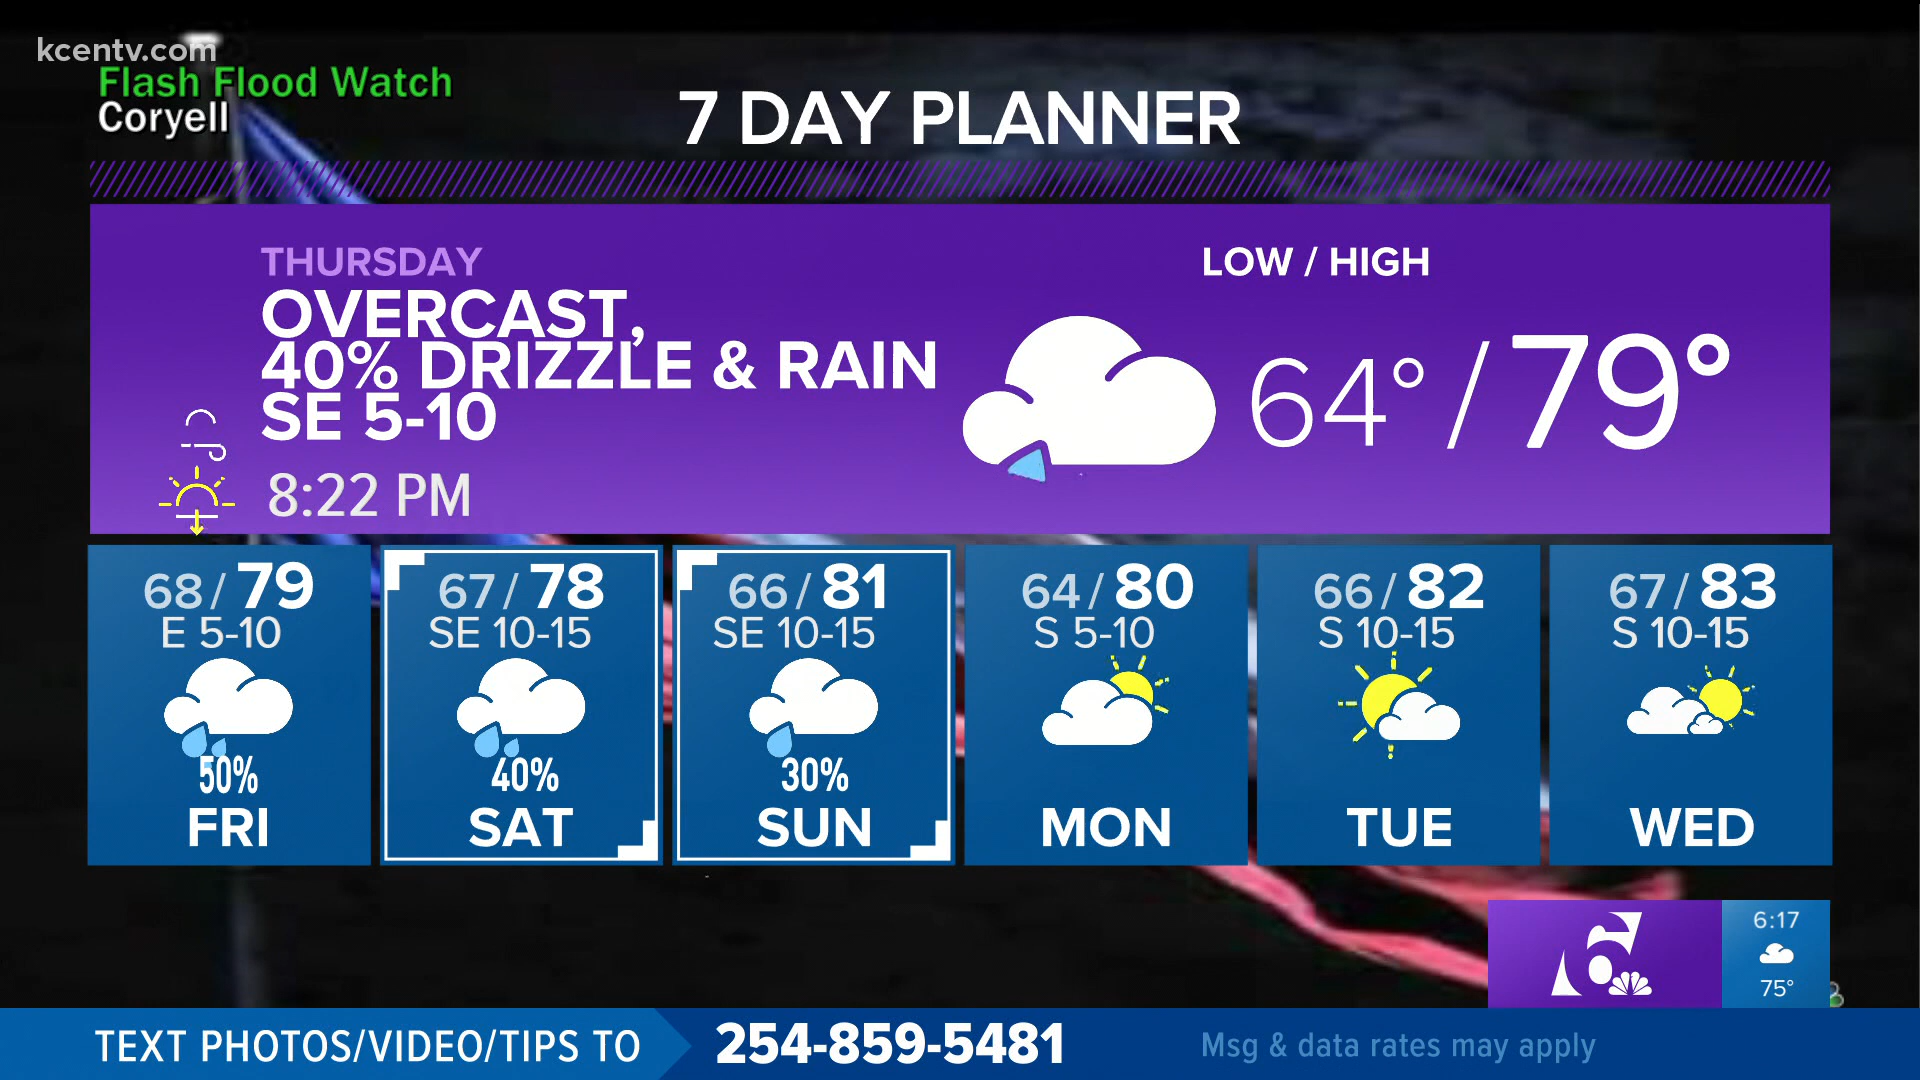 kcentv.com
Flash Flood Watch
Coryell
7 DAY PLANNER
THURSDAY
OVERCAST,
40% DRIZZLE & RAIN
SE 5-10
8:22 PM
LOW / HIGH
64° / 79°
68 / 79
E 5-10
50%
FRI
67 / 78
SE 10-15
40%
SAT
66 / 81
SE 10-15
30%
SUN
64 / 80
S 5-10
MON
66 / 82
S 10-15
TUE
67 / 83
S 10-15
WED
6
6:17
75°
TEXT PHOTOS/VIDEO/TIPS TO
254-859-5481
Msg & data rates may apply